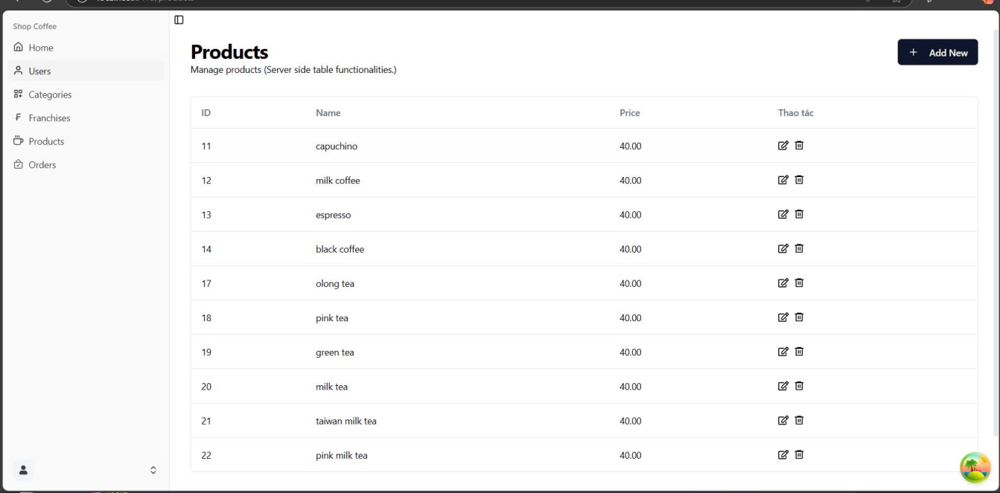 Shop Coffee
Home
Users
Categories
Franchises
Products
Orders
Products
Manage products (Server side table functionalities.)
+ Add New
ID Name Price Thao tác
11 capuchino 40.00
12 milk coffee 40.00
13 espresso 40.00
14 black coffee 40.00
17 olong tea 40.00
18 pink tea 40.00
19 green tea 40.00
20 milk tea 40.00
21 taiwan milk tea 40.00
22 pink milk tea 40.00